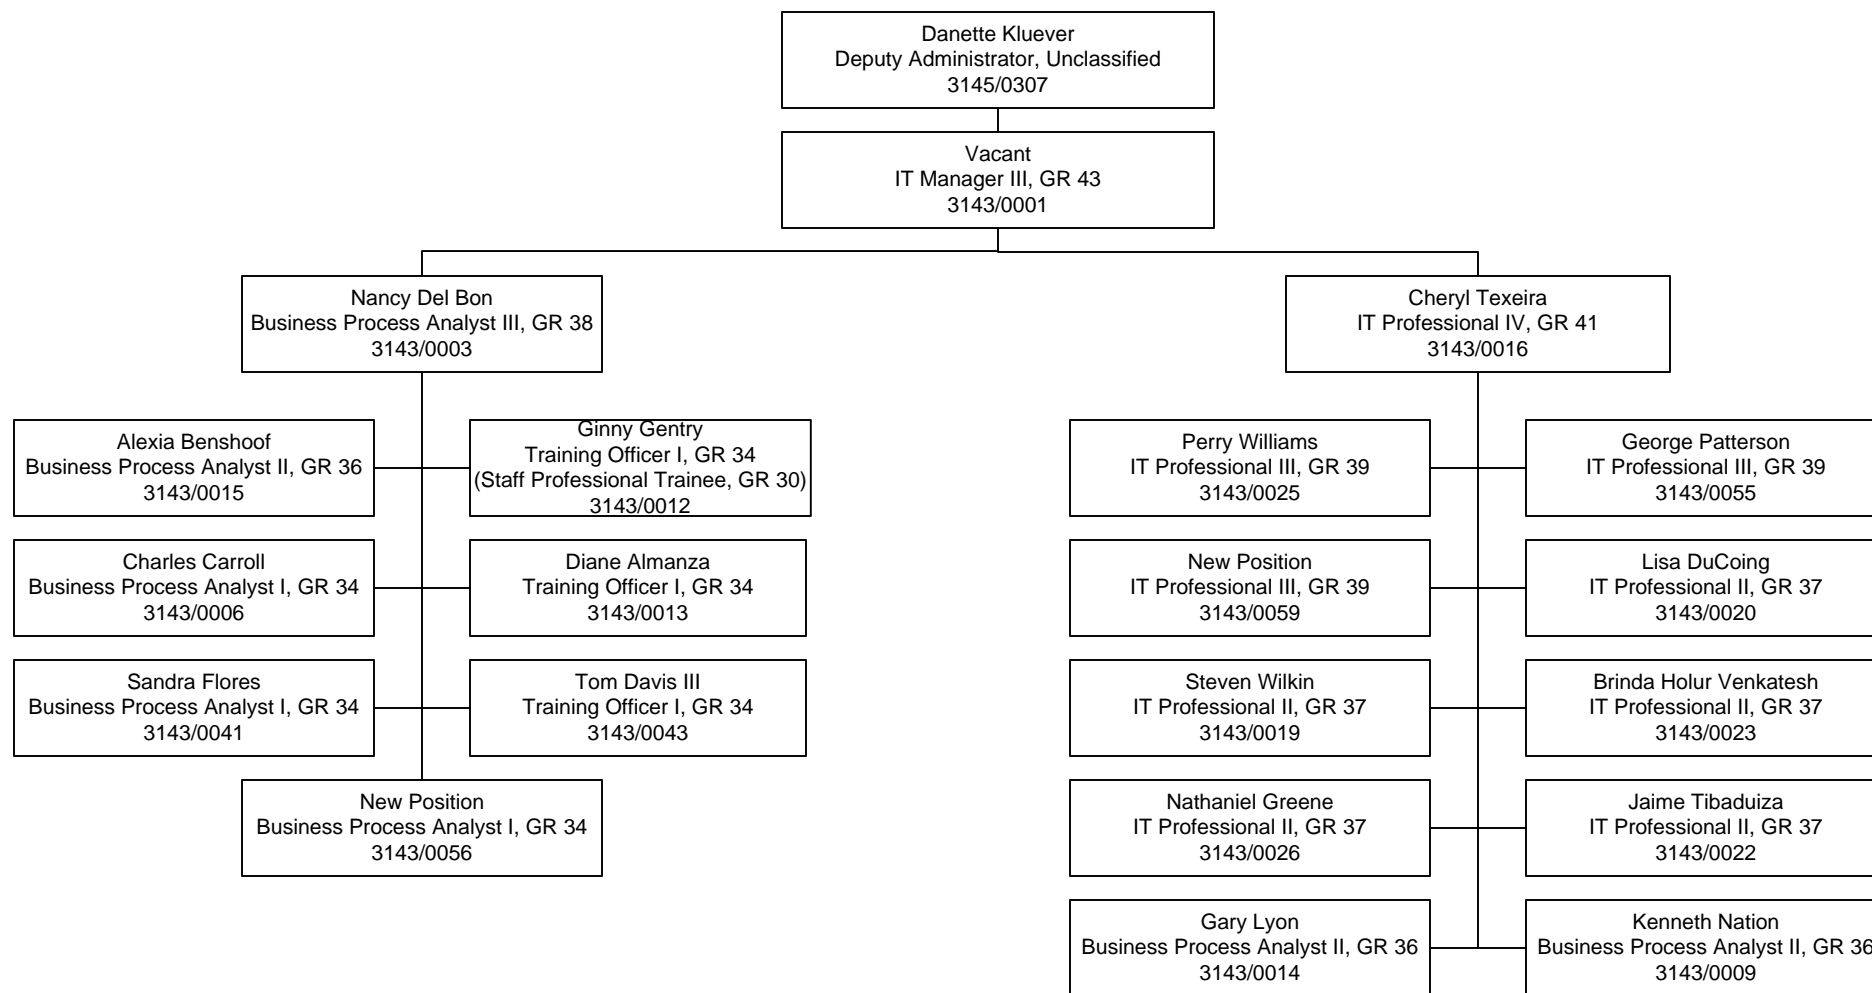 Danette Kluever
Deputy Administrator, Unclassified
3145/0307
Vacant
IT Manager III, GR 43
3143/0001
Nancy Del Bon
Business Process Analyst III, GR 38
3143/0003
Cheryl Texeira
IT Professional IV, GR 41
3143/0016
Alexia Benshoof
Business Process Analyst II, GR 36
3143/0015
Ginny Gentry
Training Officer I, GR 34
(Staff Professional Trainee, GR 30)
3143/0012
Perry Williams
IT Professional III, GR 39
3143/0025
George Patterson
IT Professional III, GR 39
3143/0055
Charles Carroll
Business Process Analyst I, GR 34
3143/0006
Diane Almanza
Training Officer I, GR 34
3143/0013
New Position
IT Professional III, GR 39
3143/0059
Lisa DuCoing
IT Professional II, GR 37
3143/0020
Sandra Flores
Business Process Analyst I, GR 34
3143/0041
Tom Davis III
Training Officer I, GR 34
3143/0043
Steven Wilkin
IT Professional II, GR 37
3143/0019
Brinda Holur Venkatesh
IT Professional II, GR 37
3143/0023
New Position
Business Process Analyst I, GR 34
3143/0056
Nathaniel Greene
IT Professional II, GR 37
3143/0026
Jaime Tibaduiza
IT Professional II, GR 37
3143/0022
Gary Lyon
Business Process Analyst II, GR 36
3143/0014
Kenneth Nation
Business Process Analyst II, GR 36
3143/0009